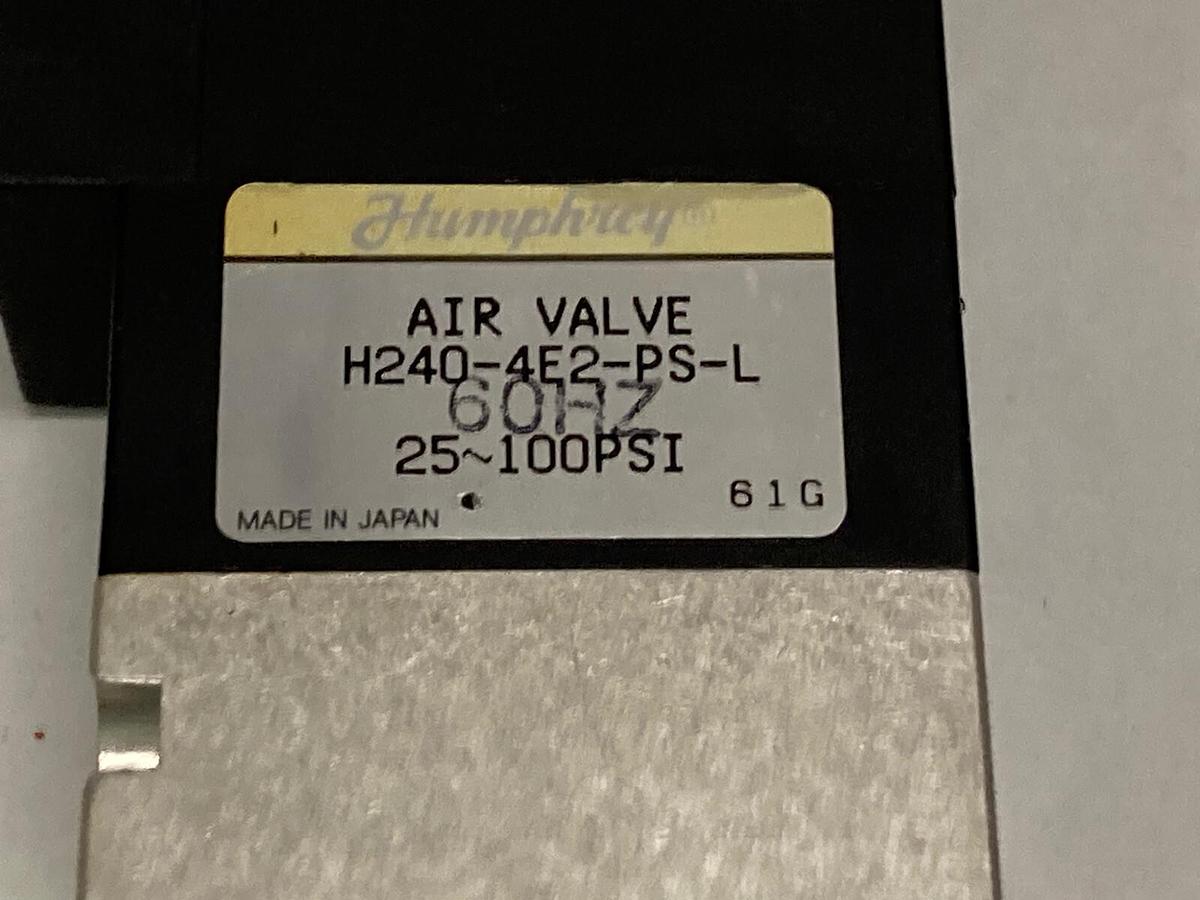 Humphrey®
AIR VALVE
H240-4E2-PS-L
60HZ
25~100PSI
61G
MADE IN JAPAN